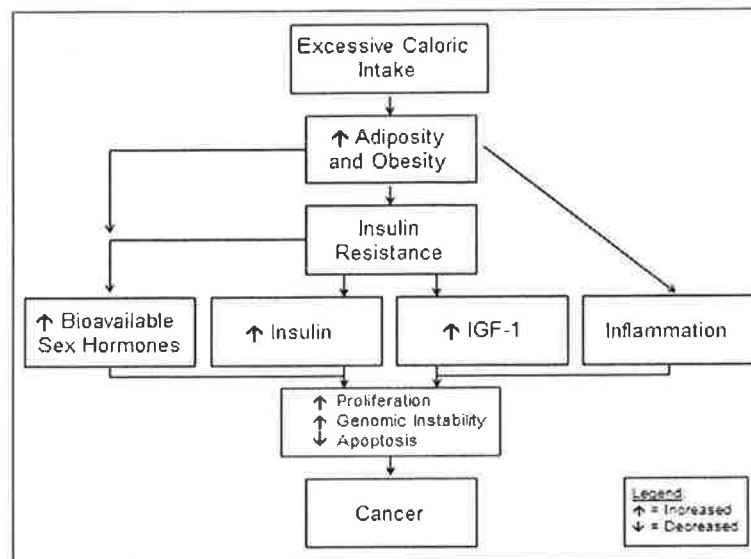 Excessive Caloric
Intake
↑ Adiposity
and Obesity
Insulin
Resistance
↑ Bioavailable
Sex Hormones
↑ Insulin
↑ IGF-1
Inflammation
↑ Proliferation
↑ Genomic Instability
↓ Apoptosis
Cancer
Legend
↑ = Increased
↓ = Decreased